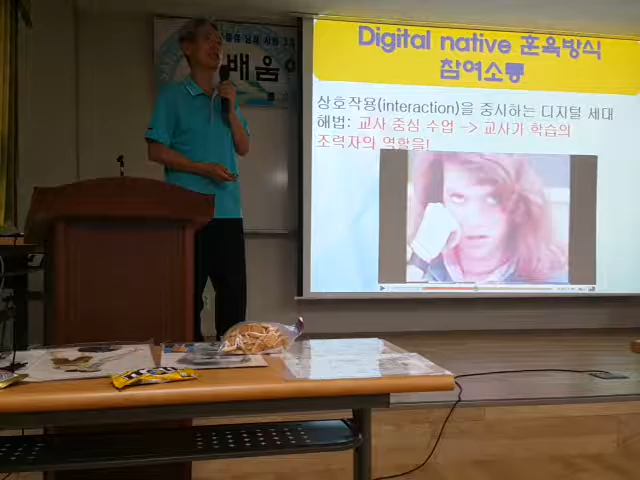 배움
Digital native 훈육방식
참여소통
상호작용(interaction)을 중시하는 디지털 세대
해법: 교사 중심 수업 -> 교사가 학습의
조력자의 역할을!